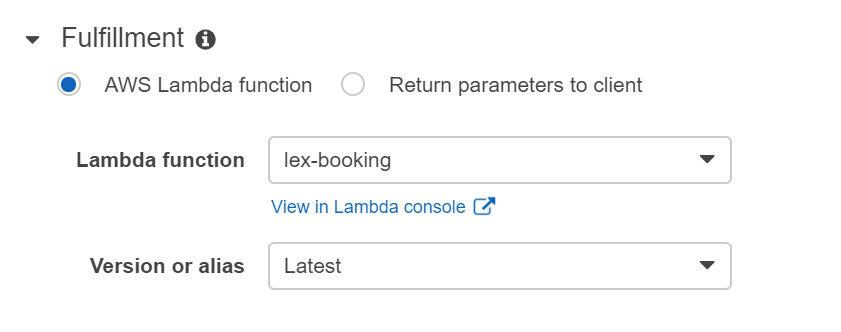 Fulfillment
AWS Lambda function Return parameters to client
Lambda function lex-booking
View in Lambda console
Version or alias Latest